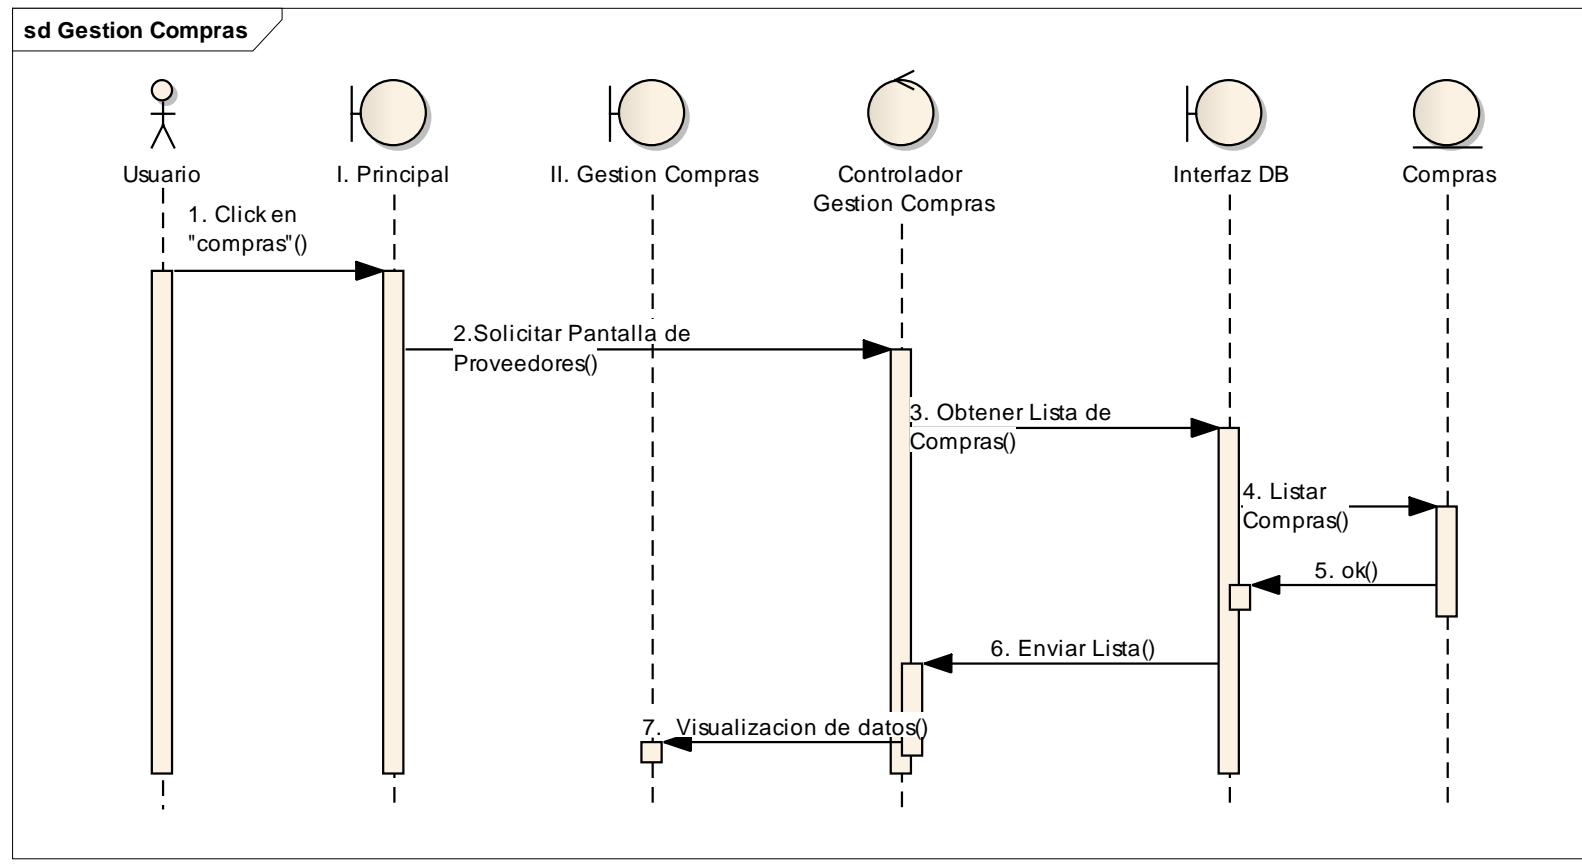 sd Gestion Compras
Usuario
I. Principal
II. Gestion Compras
Controlador
Gestion Compras
Interfaz DB
Compras
1. Click en
"compras"()
2.Solicitar Pantalla de
Proveedores()
3. Obtener Lista de
Compras()
4. Listar
Compras()
5. ok()
6. Enviar Lista()
7. Visualizacion de datos()